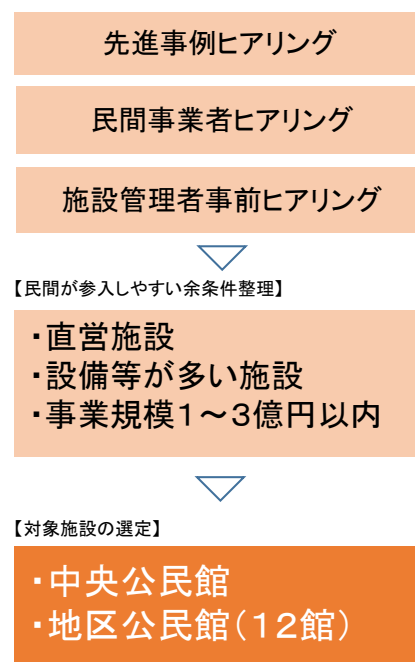 先進事例ヒアリング
民間事業者ヒアリング
施設管理者事前ヒアリング
【民間が参入しやすい余条件整理】
・直営施設
・設備等が多い施設
・事業規模１～３億円以内
【対象施設の選定】
・中央公民館
・地区公民館（１２館）